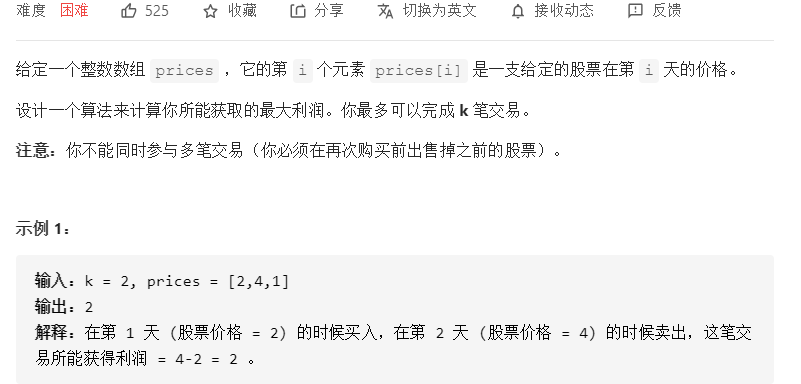 难度 困难 525 收藏 分享 切换为英文 接收动态 反馈
给定一个整数数组 prices ，它的第 i 个元素 prices[i] 是一支给定的股票在第 i 天的价格。
设计一个算法来计算你所能获取的最大利润。你最多可以完成 k 笔交易。
注意：你不能同时参与多笔交易（你必须在再次购买前出售掉之前的股票）。
示例 1：
输入：k = 2, prices = [2,4,1]
输出：2
解释：在第 1 天 (股票价格 = 2) 的时候买入，在第 2 天 (股票价格 = 4) 的时候卖出，这笔交
易所能获得利润 = 4-2 = 2 。